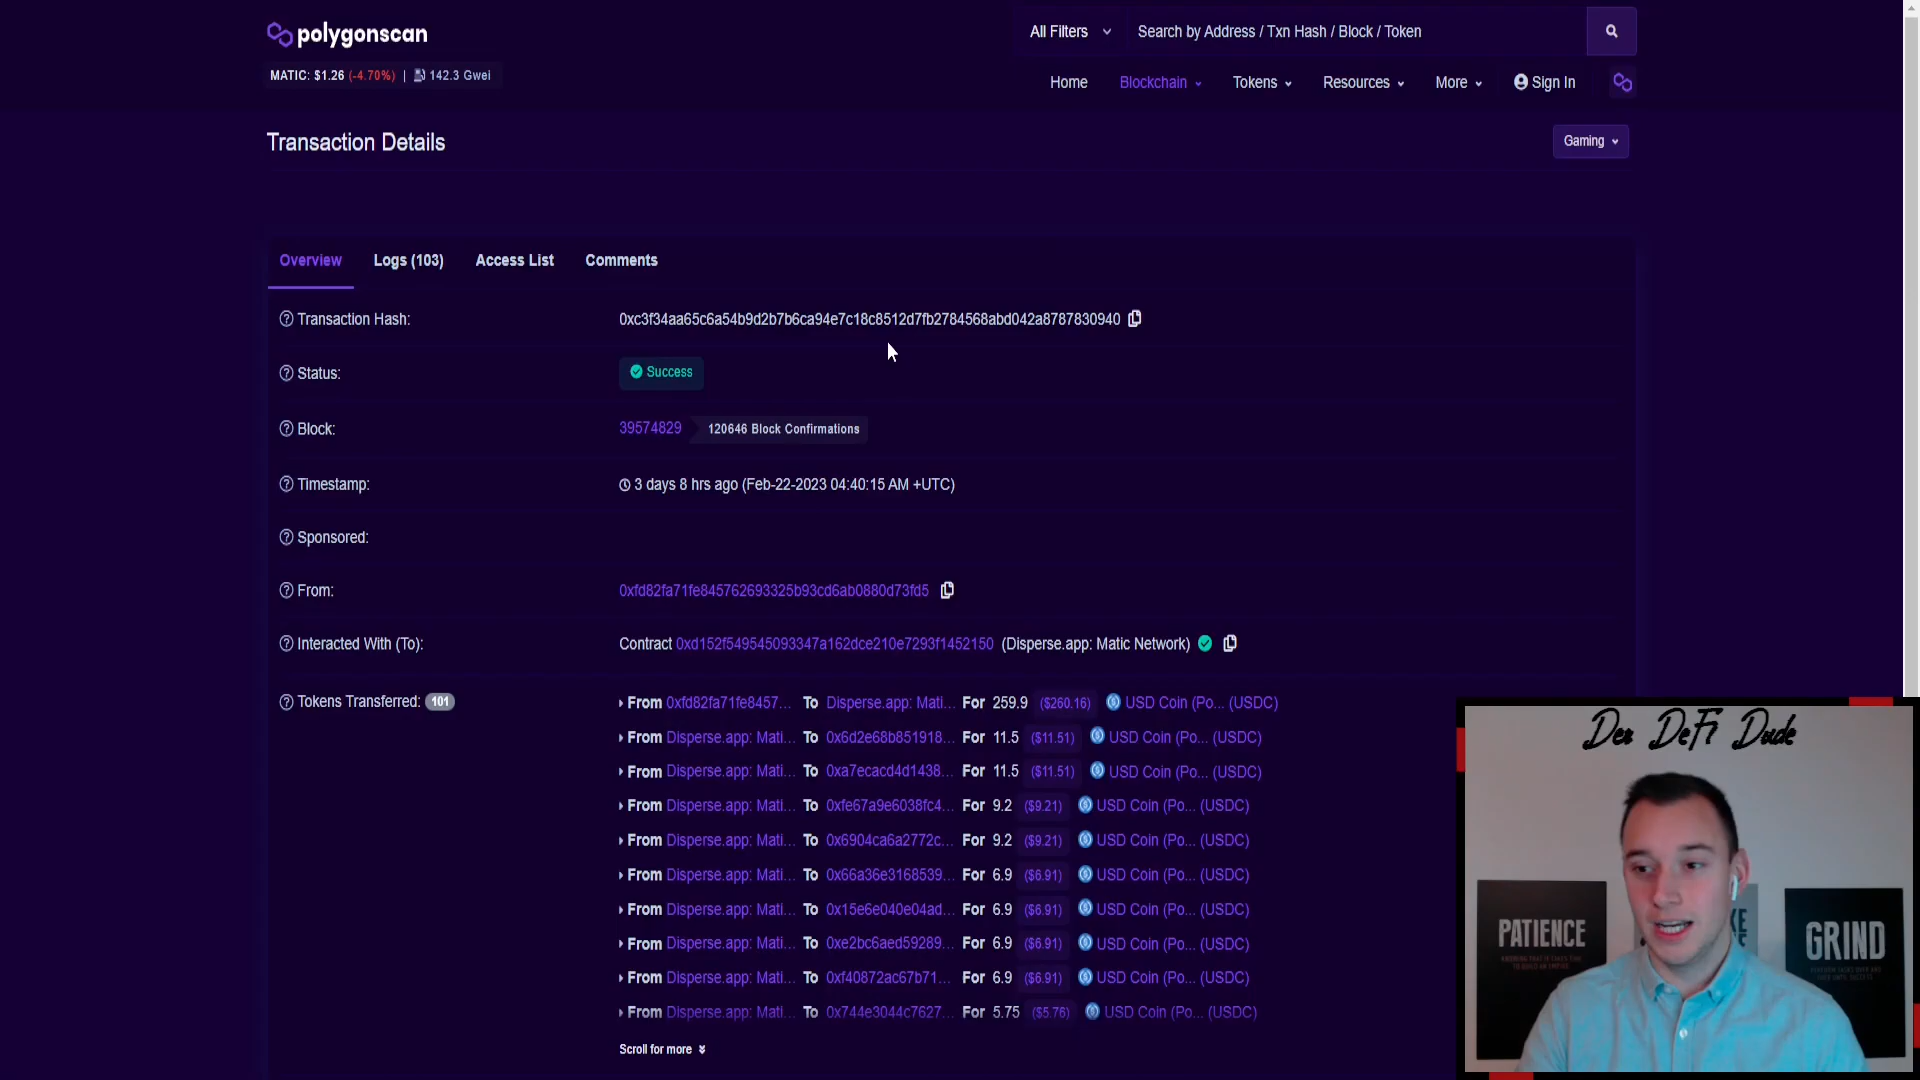 polygonscan
All Filters
Search by Address / Txn Hash / Block / Token
MATIC: $1.26 (-4.70%) | 142.3 Gwei
Home Blockchain Tokens Resources More Sign In
Transaction Details
Gaming
Overview Logs (103) Access List Comments
Transaction Hash: 0xc3f34aa65c6a54b9d2b7b6ca94e7c18c8512d7fb2784568abd042a8787830940
Status: Success
Block: 39574829 120646 Block Confirmations
Timestamp: 3 days 8 hrs ago (Feb-22-2023 04:40:15 AM +UTC)
Sponsored:
From: 0xfd82fa71fe845762693325b93cd6ab0880d73fd5
Interacted With (To): Contract 0xd152f549545093347a162dce210e7293f1452150 (Disperse.app: Matic Network)
Tokens Transferred: 101 From 0xfd82fa71fe8457... To Disperse.app: Mati... For 259.9 ($260.16) USD Coin (Po... (USDC)
From Disperse.app: Mati... To 0x6d2e68b851918... For 11.5 ($11.51) USD Coin (Po... (USDC)
From Disperse.app: Mati... To 0xa7ecacd4d1438... For 11.5 ($11.51) USD Coin (Po... (USDC)
From Disperse.app: Mati... To 0xfe67a9e6038fc4... For 9.2 ($9.21) USD Coin (Po... (USDC)
From Disperse.app: Mati... To 0x6904ca6a2772c... For 9.2 ($9.21) USD Coin (Po... (USDC)
From Disperse.app: Mati... To 0x66a36e3168539... For 6.9 ($6.91) USD Coin (Po... (USDC)
From Disperse.app: Mati... To 0x15e6e040e04ad... For 6.9 ($6.91) USD Coin (Po... (USDC)
From Disperse.app: Mati... To 0xe2bc6aed59289... For 6.9 ($6.91) USD Coin (Po... (USDC)
From Disperse.app: Mati... To 0xf40872ac67b71... For 6.9 ($6.91) USD Coin (Po... (USDC)
From Disperse.app: Mati... To 0x744e3044c7627... For 5.75 ($5.76) USD Coin (Po... (USDC)
Scroll for more
Dex DeFi Dude
PATIENCE
GRIND